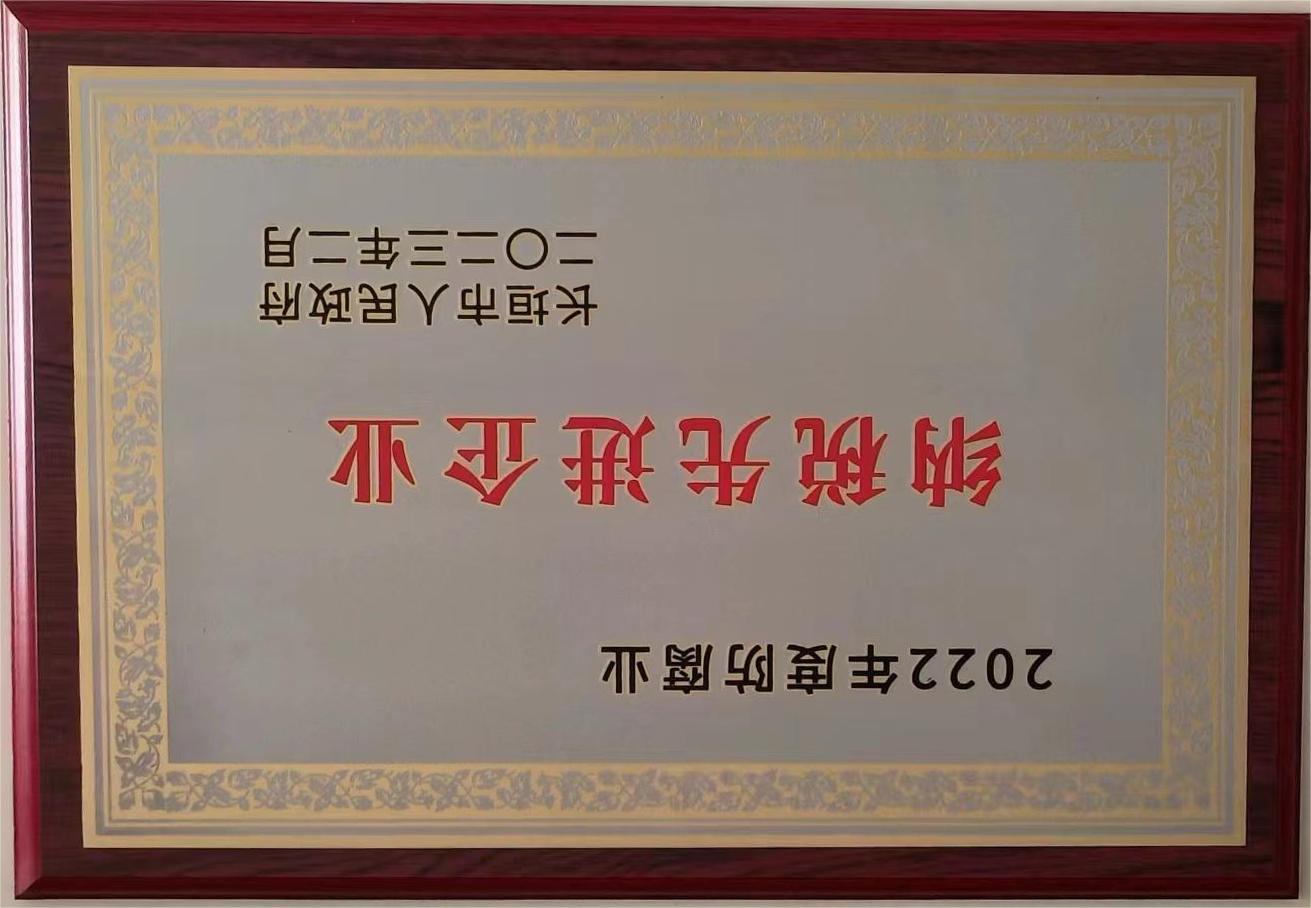 2022年度防腐业
纳税先进企业
长垣市人民政府
二〇二三年二月